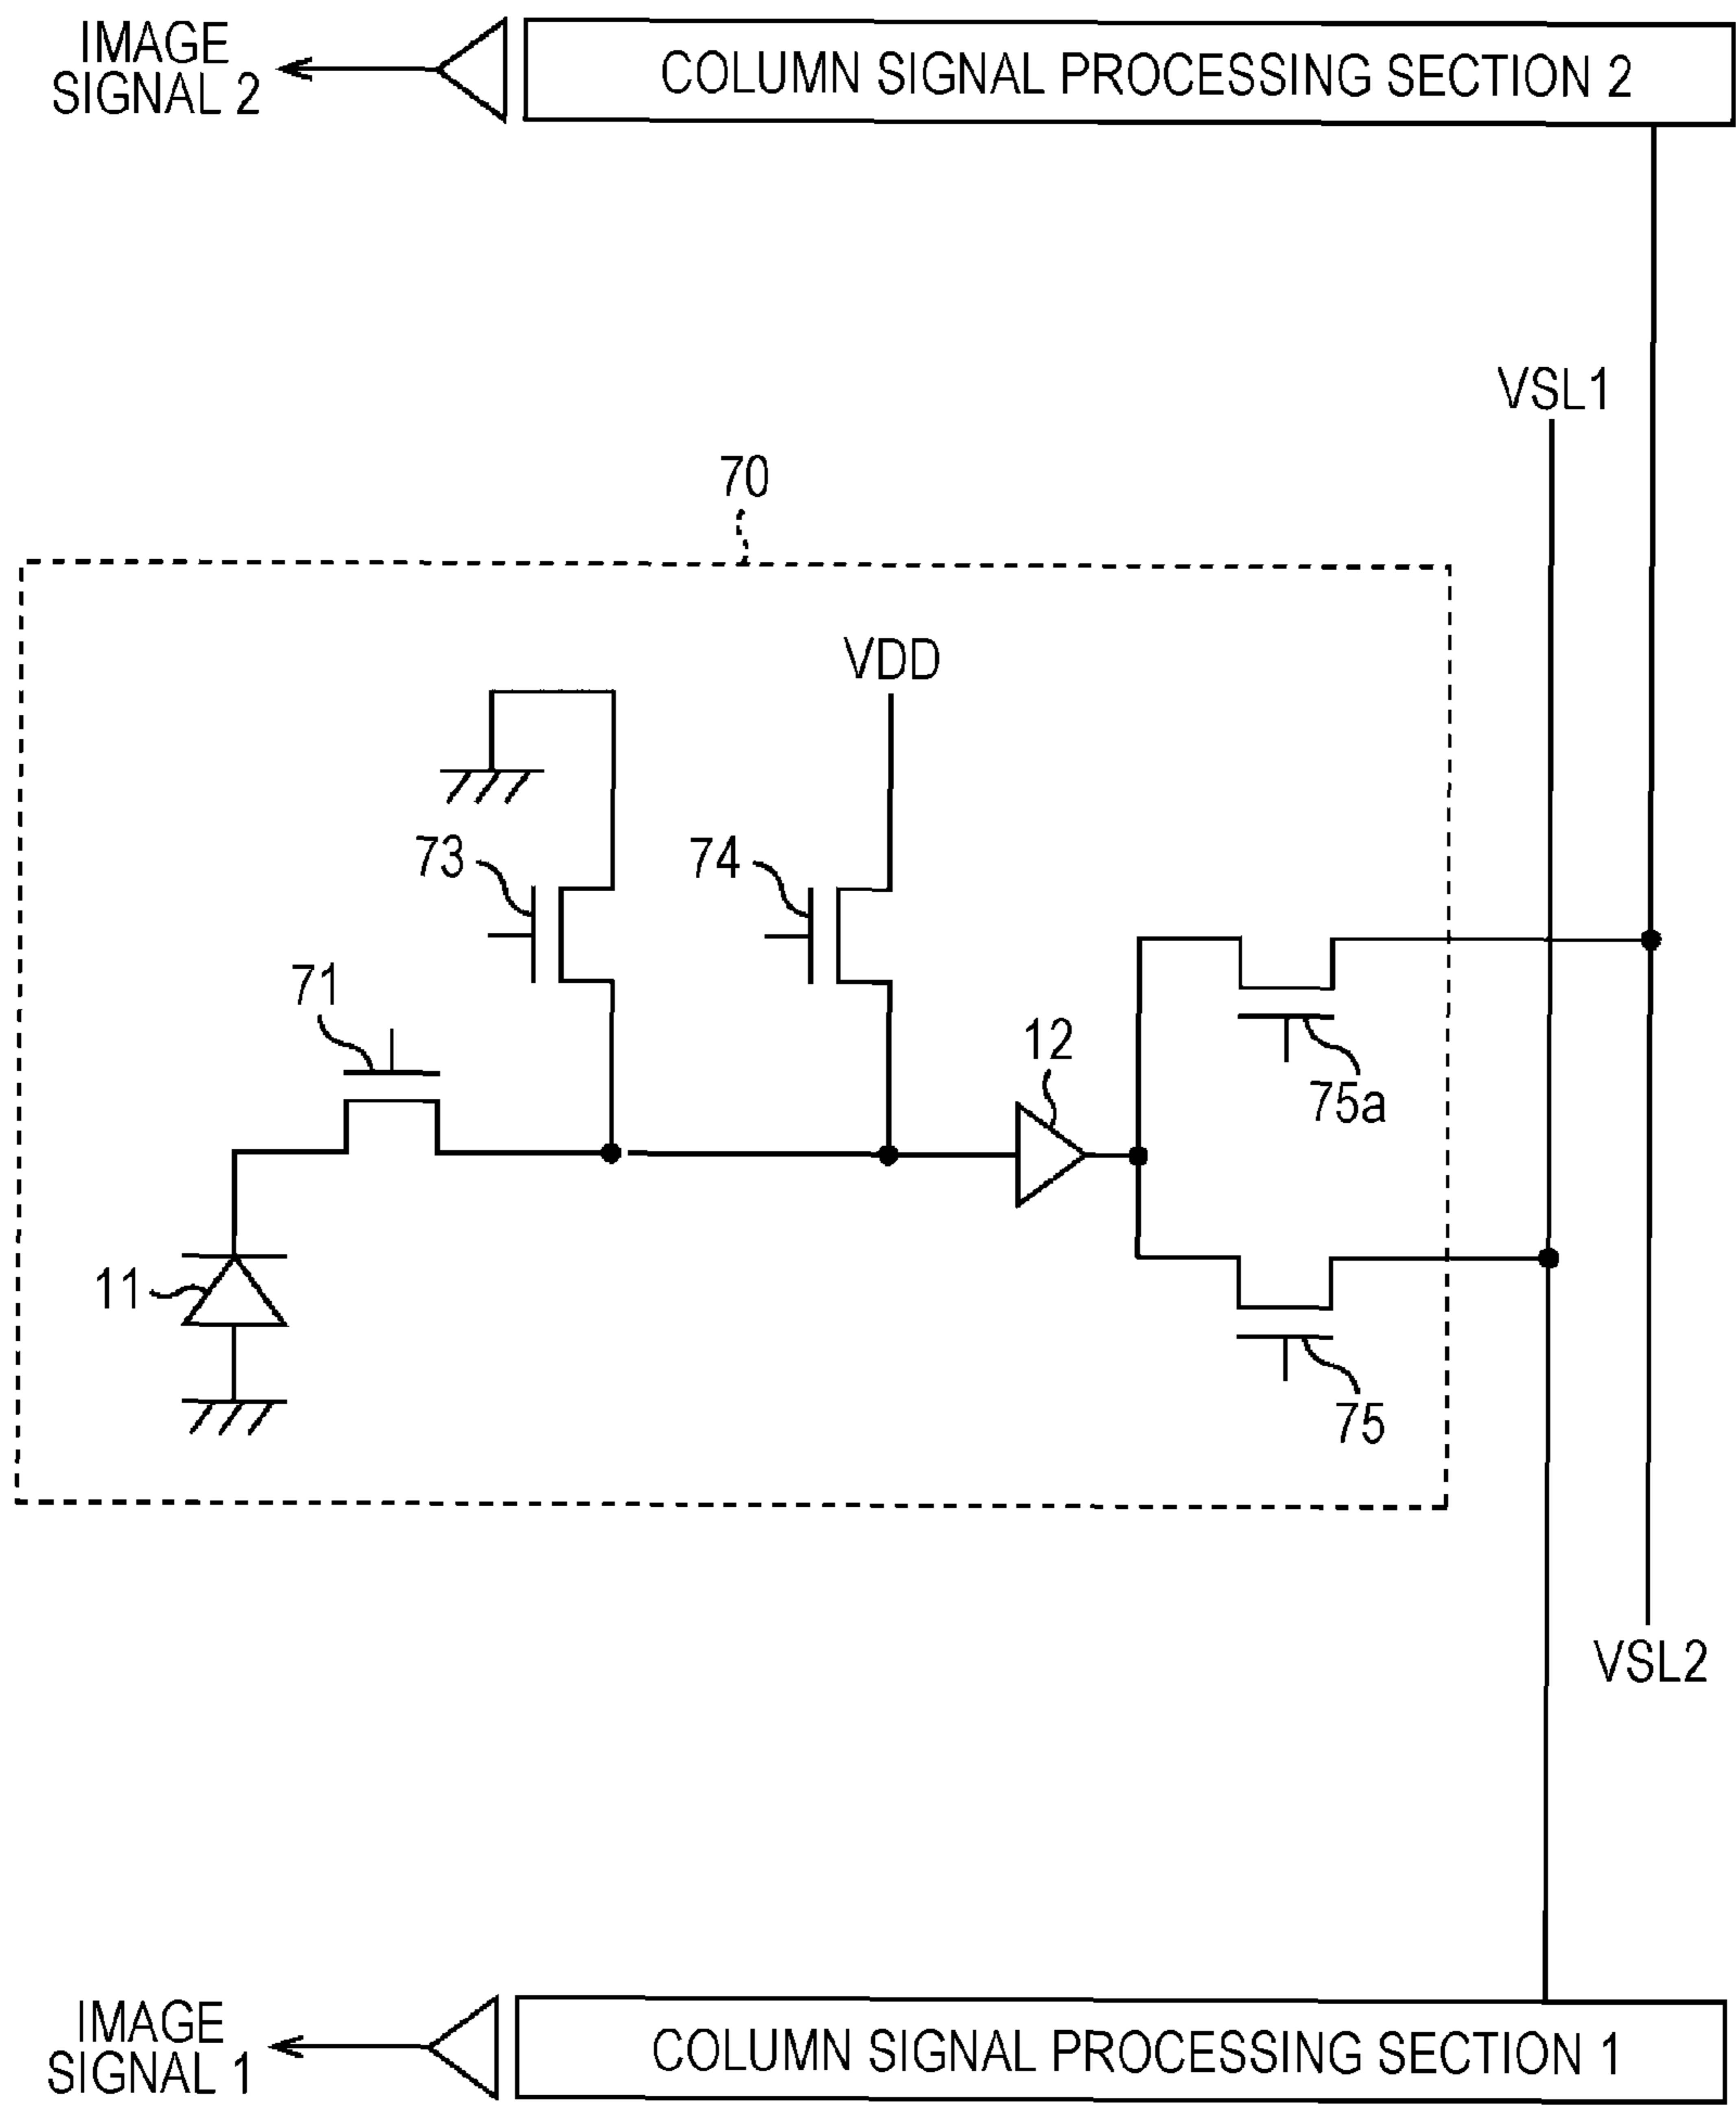 IMAGE
SIGNAL 2
COLUMN SIGNAL PROCESSING SECTION 2
VSL1
70
VDD
73
74
71
12
75a
11
75
VSL2
IMAGE
SIGNAL 1
COLUMN SIGNAL PROCESSING SECTION 1